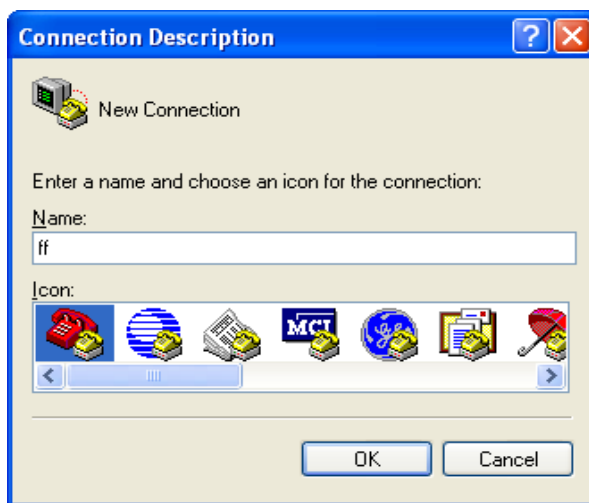 Connection Description
New Connection
Enter a name and choose an icon for the connection:
Name:
ff
Icon:
MCI
OK Cancel